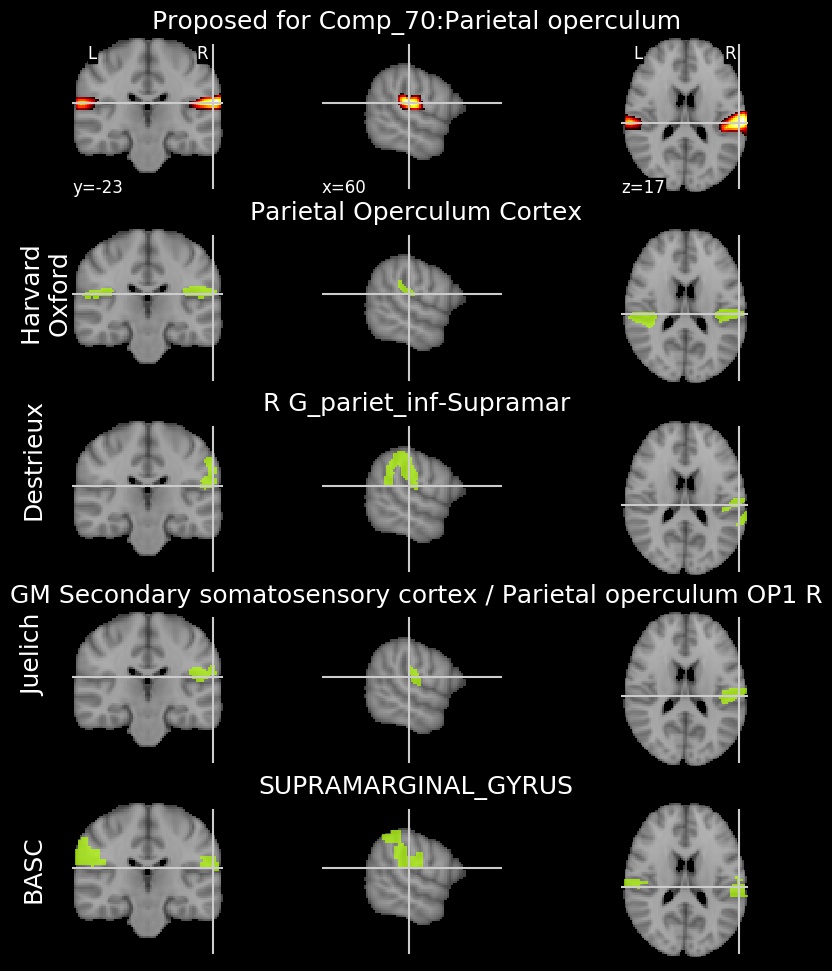 Proposed for Comp_70:Parietal operculum
L R
L R
y=-23
x=60
z=17
Parietal Operculum Cortex
Harvard
Oxford
R G_pariet_inf-Supramar
Destrieux
GM Secondary somatosensory cortex / Parietal operculum OP1 R
Juelich
SUPRAMARGINAL_GYRUS
BASC